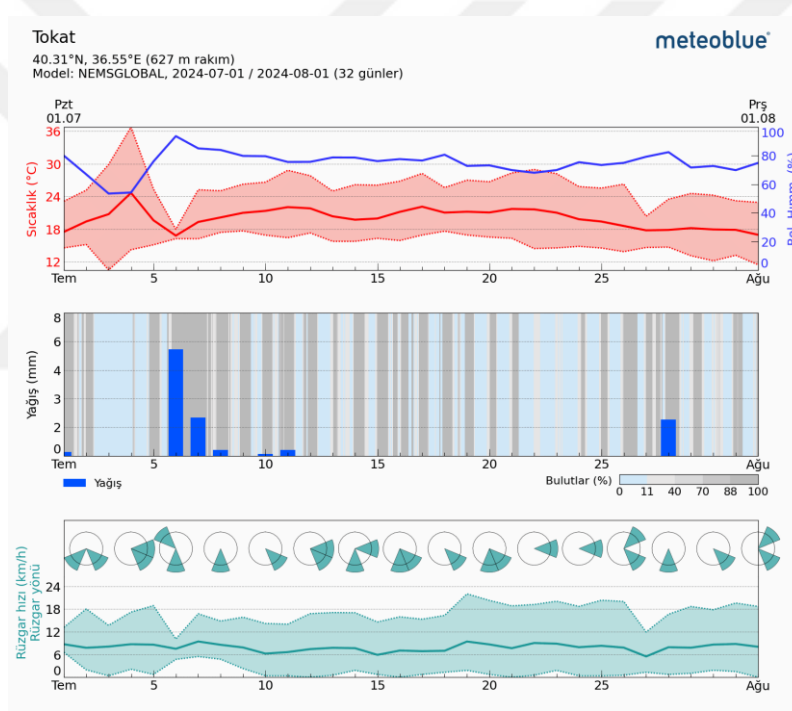 Tokat
meteoblue
40.31°N, 36.55°E (627 m rakım)
Model: NEMSGLOBAL, 2024-07-01 / 2024-08-01 (32 günler)
Pzt
01.07
Prş
01.08
Sıcaklık (°C)
36
30
24
18
12
100
80
60
40
20
0
Rel. Humm. (%)
Tem
5
10
15
20
25
Ağu
Yağış (mm)
8
6
4
3
2
0
Tem
5
10
15
20
25
Ağu
Yağış
Bulutlar (%)
0 11 40 70 88 100
Rüzgar hızı (km/h)
Rüzgar yönü
24
18
12
6
0
Tem
5
10
15
20
25
Ağu